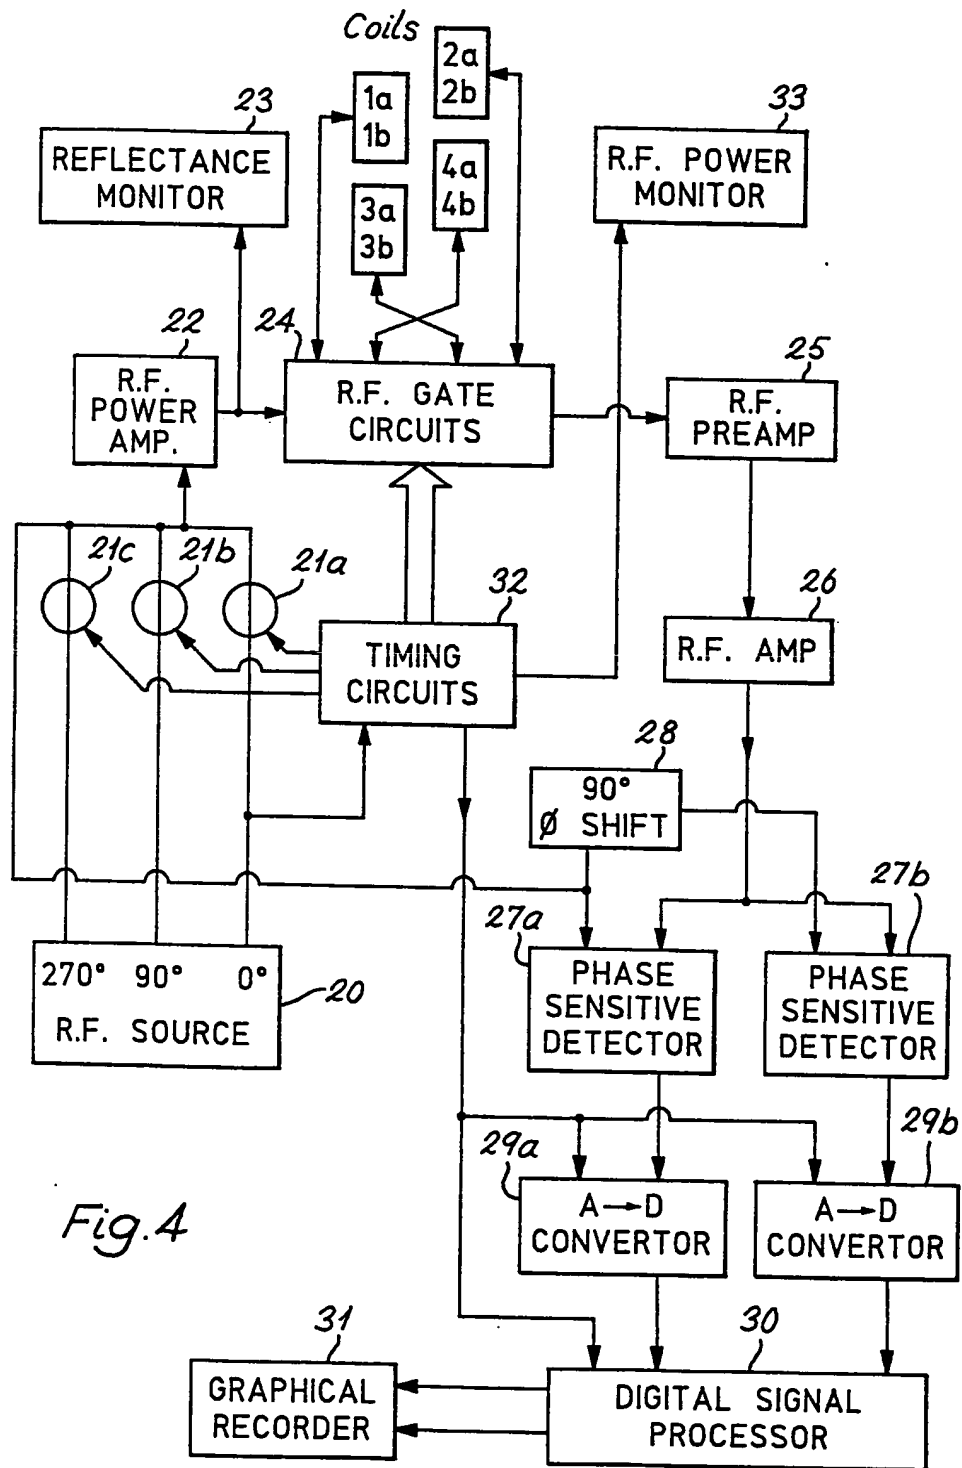 Coils
2a
2b
1a
1b
23
33
REFLECTANCE
MONITOR
4a
4b
R.F. POWER
MONITOR
3a
3b
22
24
25
R.F.
POWER
AMP.
R.F. GATE
CIRCUITS
R.F.
PREAMP
21c
21b
21a
32
26
TIMING
CIRCUITS
R.F. AMP
28
90°
Ø SHIFT
27a
27b
270° 90° 0°
R.F. SOURCE
20
PHASE
SENSITIVE
DETECTOR
PHASE
SENSITIVE
DETECTOR
29a
29b
A→D
CONVERTOR
A→D
CONVERTOR
Fig.4
31
30
GRAPHICAL
RECORDER
DIGITAL SIGNAL
PROCESSOR